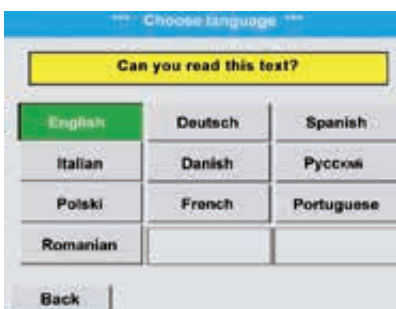 *** Choose language ***
Can you read this text?
English Deutsch Spanish
Italian Danish Русский
Polski French Portuguese
Romanian
Back